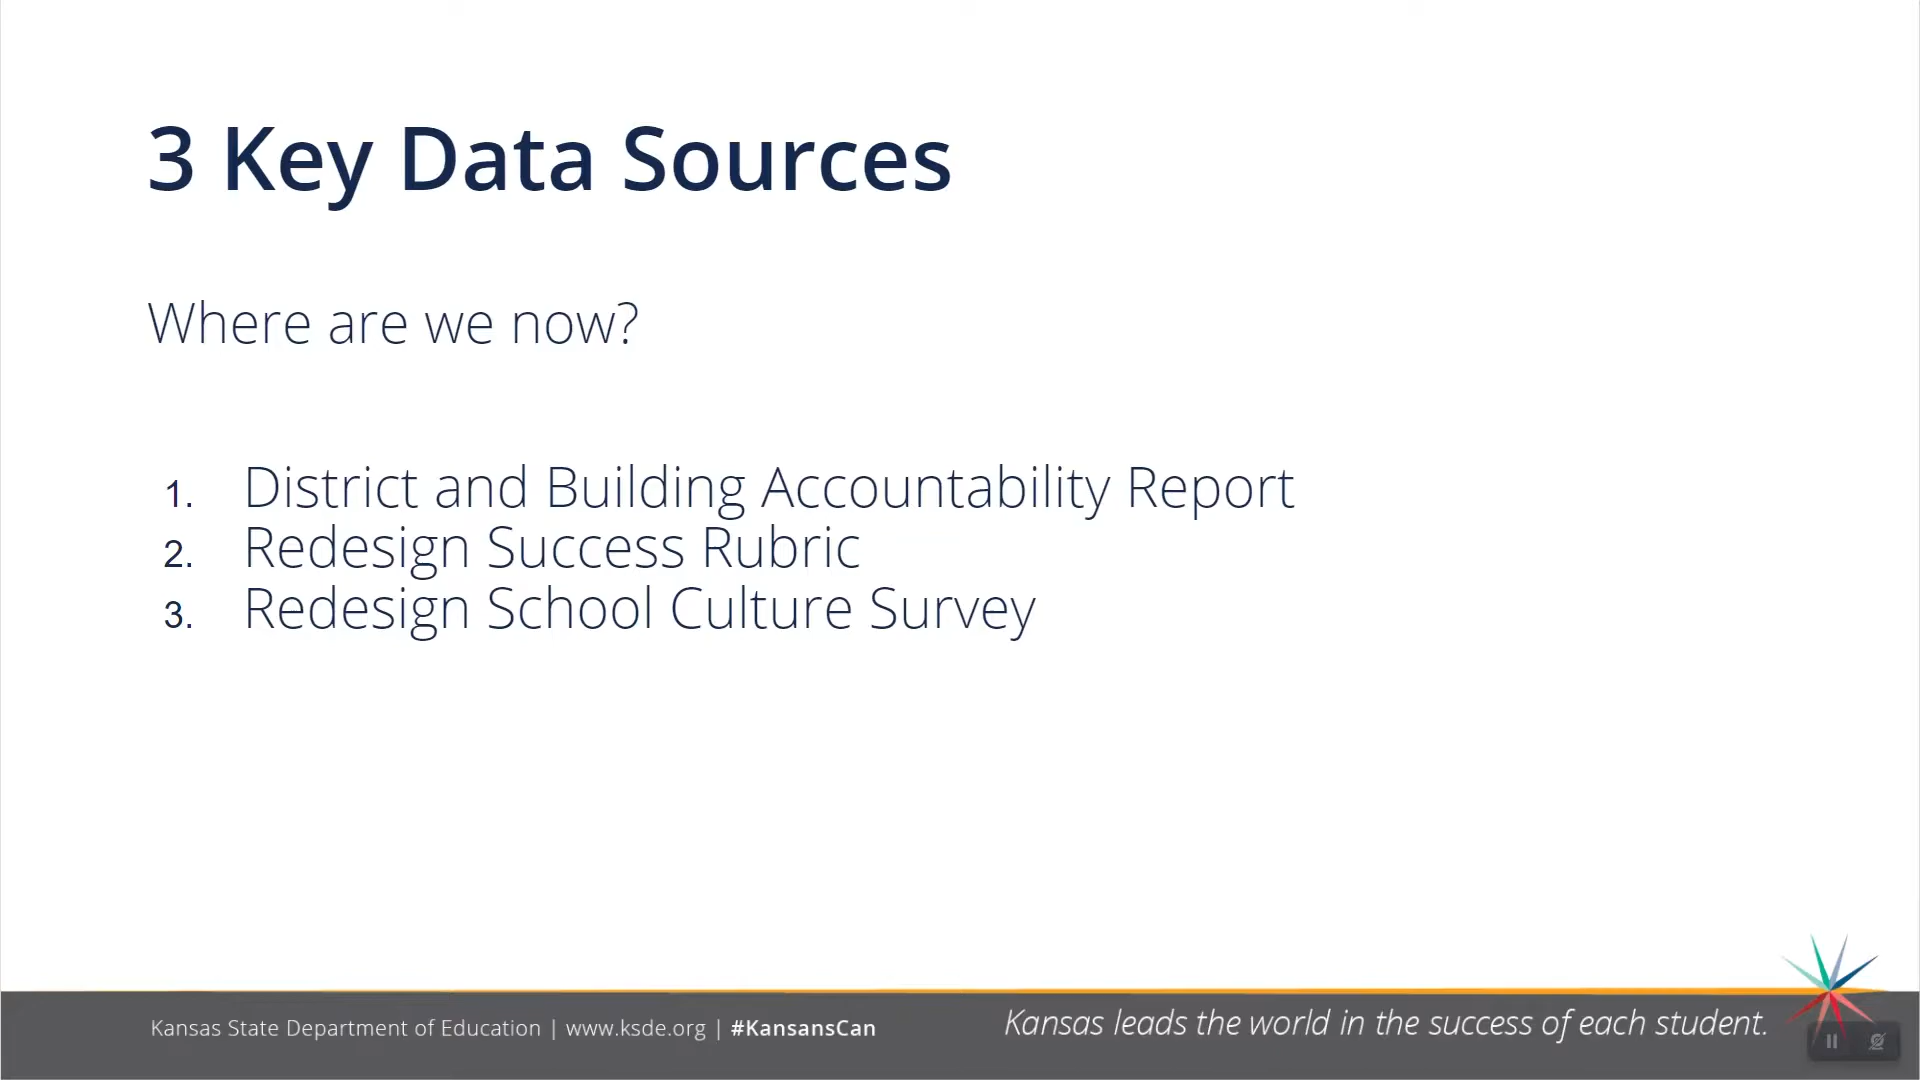 3 Key Data Sources
Where are we now?
1. District and Building Accountability Report
2. Redesign Success Rubric
3. Redesign School Culture Survey
Kansas State Department of Education | www.ksde.org | #KansansCan
Kansas leads the world in the success of each student.